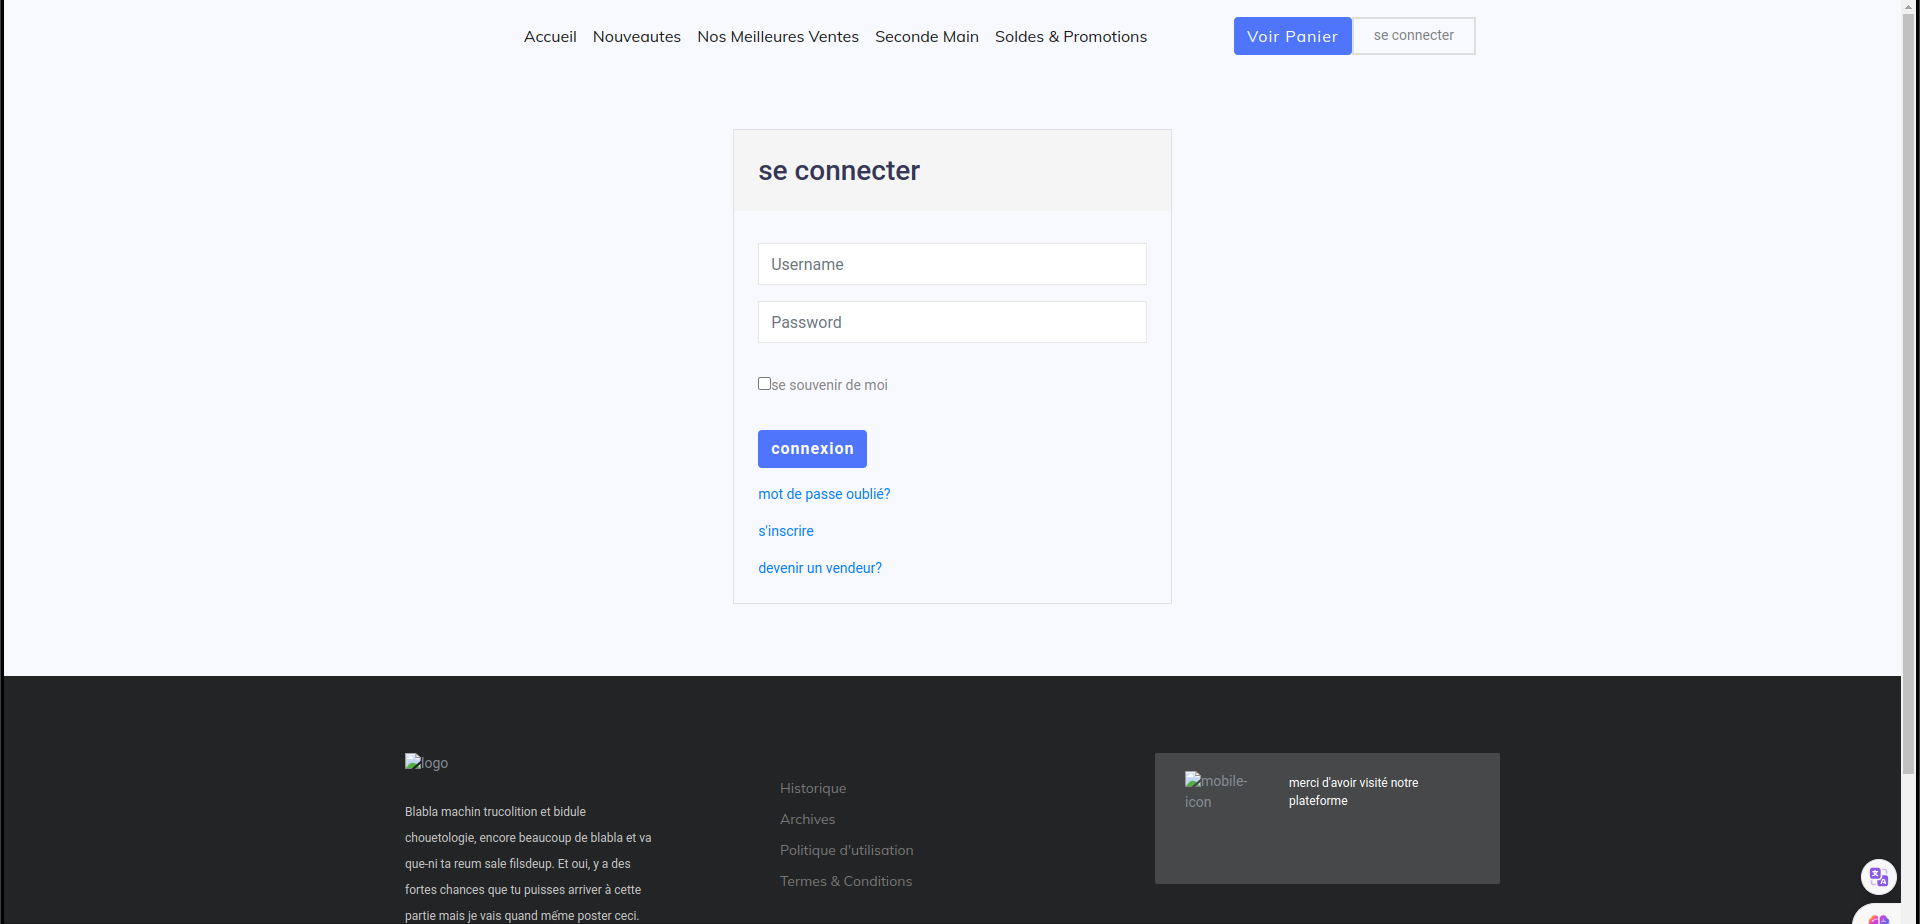 Accueil Nouveautes Nos Meilleures Ventes Seconde Main Soldes & Promotions Voir Panier se connecter
se connecter
Username
Password
se souvenir de moi
connexion
mot de passe oublié?
s'inscrire
devenir un vendeur?
logo
Blabla machin trucolition et bidule
chouetologie, encore beaucoup de blabla et va
que-ni ta reum sale filsdeup. Et oui, y a des
fortes chances que tu puisses arriver à cette
partie mais je vais quand même poster ceci.
Historique
Archives
Politique d'utilisation
Termes & Conditions
mobile-
icon
merci d'avoir visité notre
plateforme